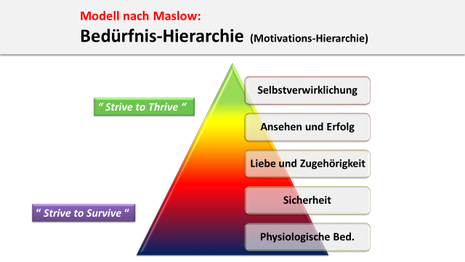 Modell nach Maslow:
Bedürfnis-Hierarchie (Motivations-Hierarchie)
Selbstverwirklichung
“ Strive to Thrive “
Ansehen und Erfolg
Liebe und Zugehörigkeit
Sicherheit
“ Strive to Survive “
Physiologische Bed.